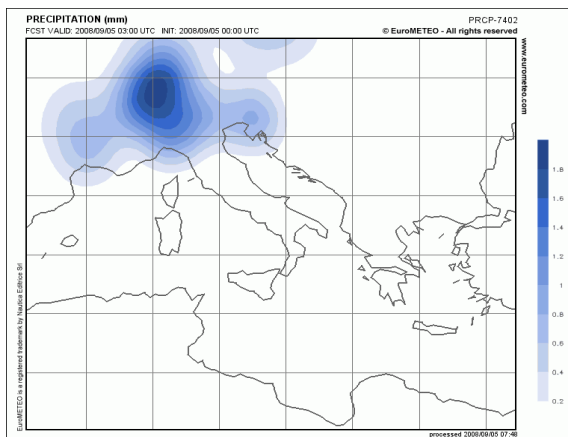 PRECIPITATION (mm)
PRCP-7402
FCST VALID: 2008/09/05 03:00 UTC INIT: 2008/09/05 00:00 UTC
© EuroMETEO - All rights reserved
www.eurometeo.com
1.8
1.6
1.4
1.2
1
0.8
0.6
0.4
0.2
EuroMETEO is a registered trademark by Nautica Editrice Srl
processed 2008/09/05 07:48